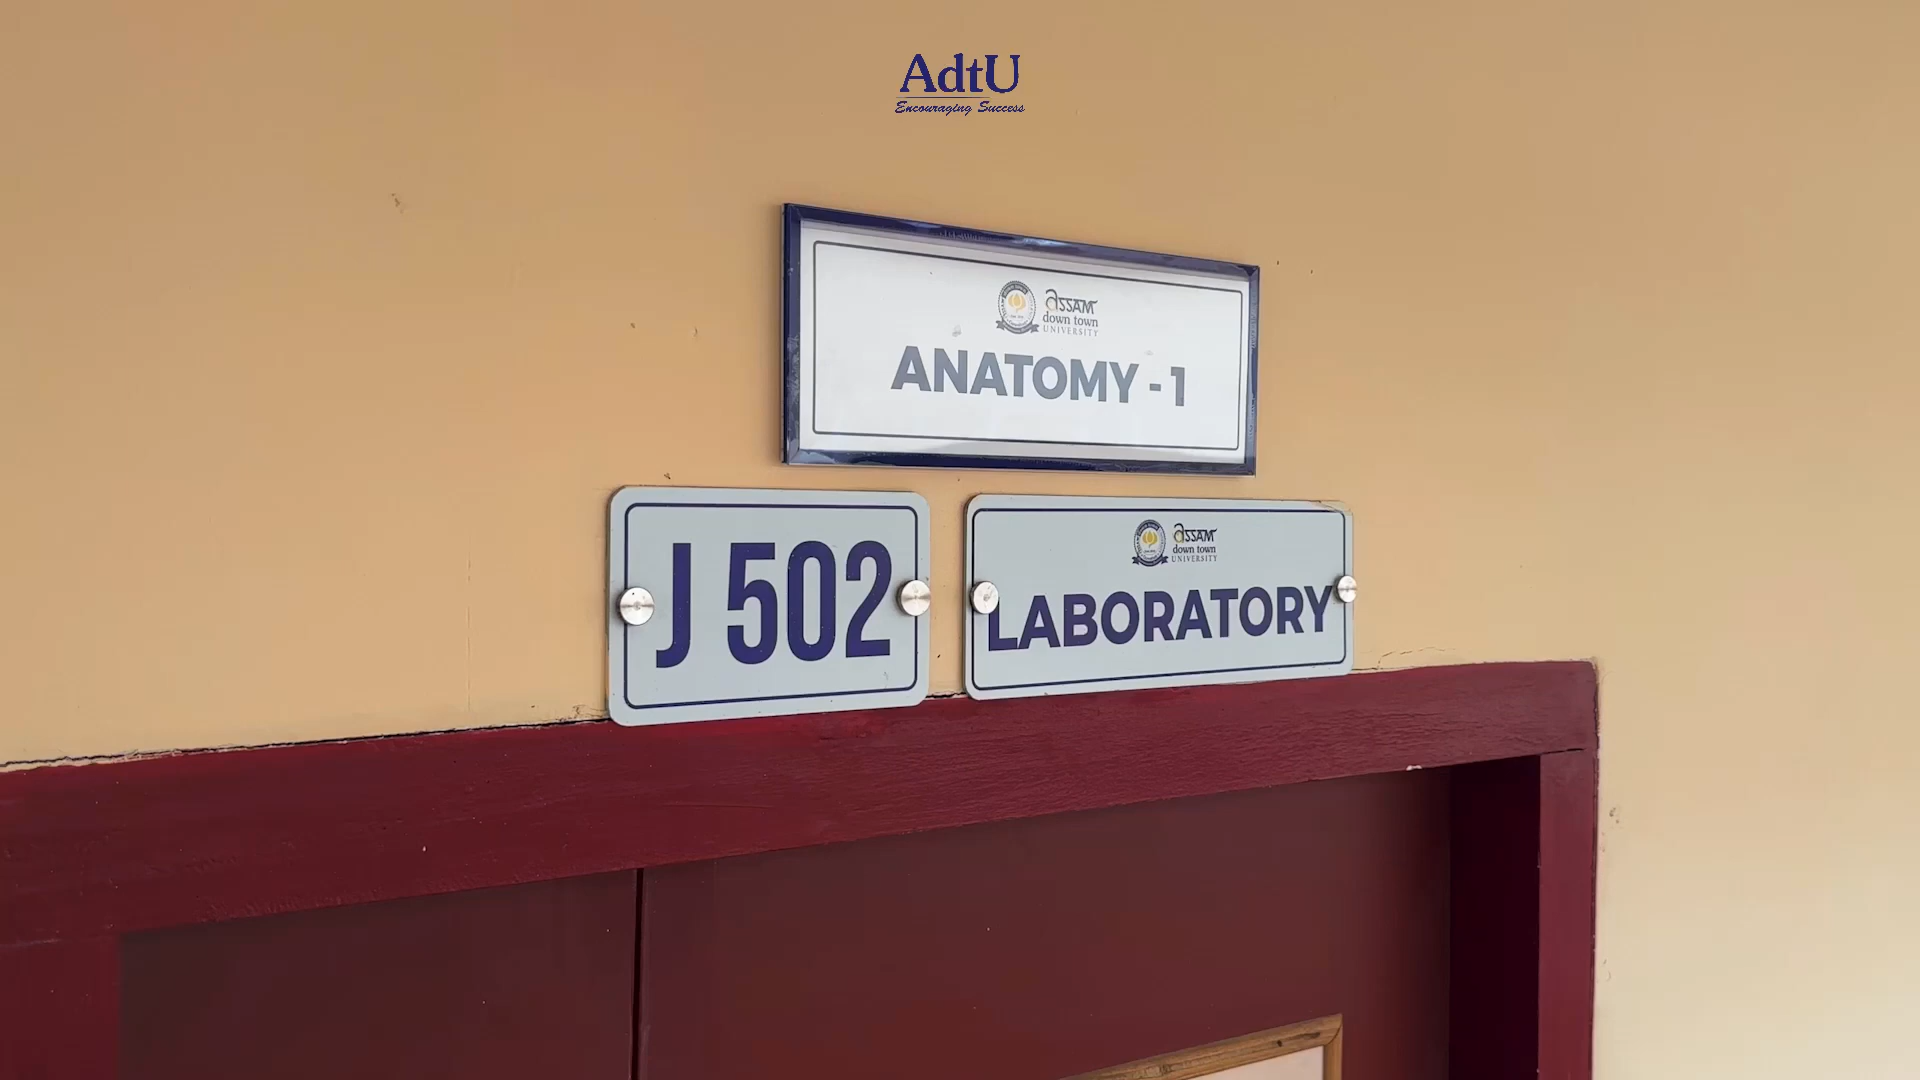 AdtU
Encouraging Success
ASSAM
down town
UNIVERSITY
ANATOMY - 1
J 502
ASSAM
down town
UNIVERSITY
LABORATORY